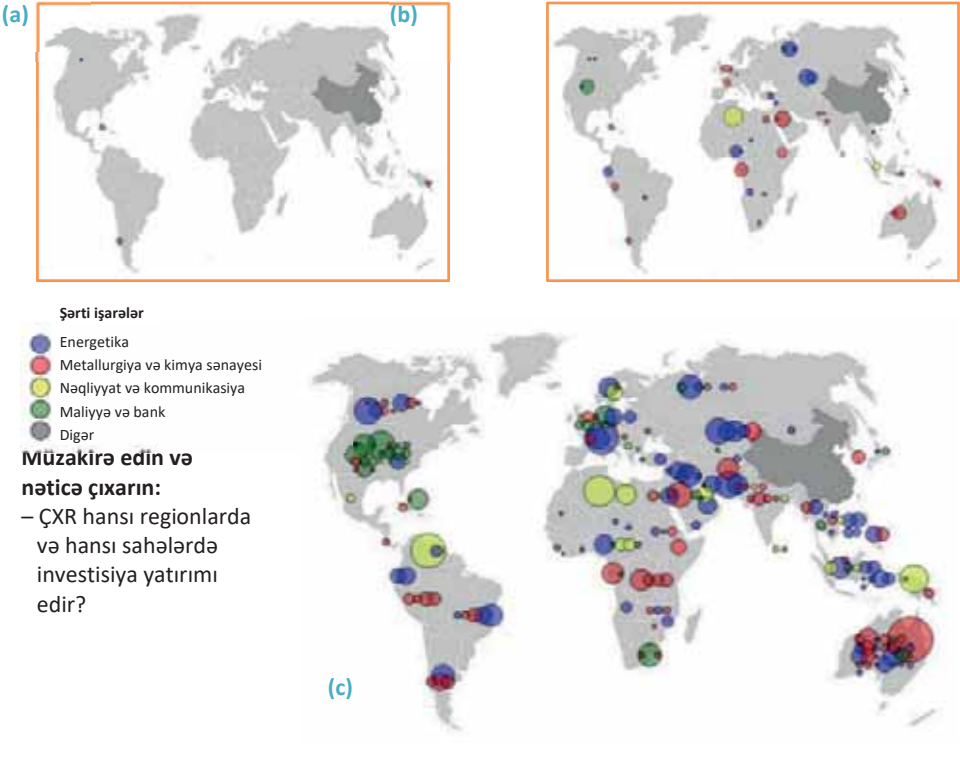 (a)
(b)
Şərti işarələr
Energetika
Metallurgiya və kimya sənayesi
Nəqliyyat və kommunikasiya
Maliyyə və bank
Digər
Müzakirə edin və
nəticə çıxarın:
– ÇXR hansı regionlarda
və hansı sahələrdə
investisiya yatırımı
edir?
(c)